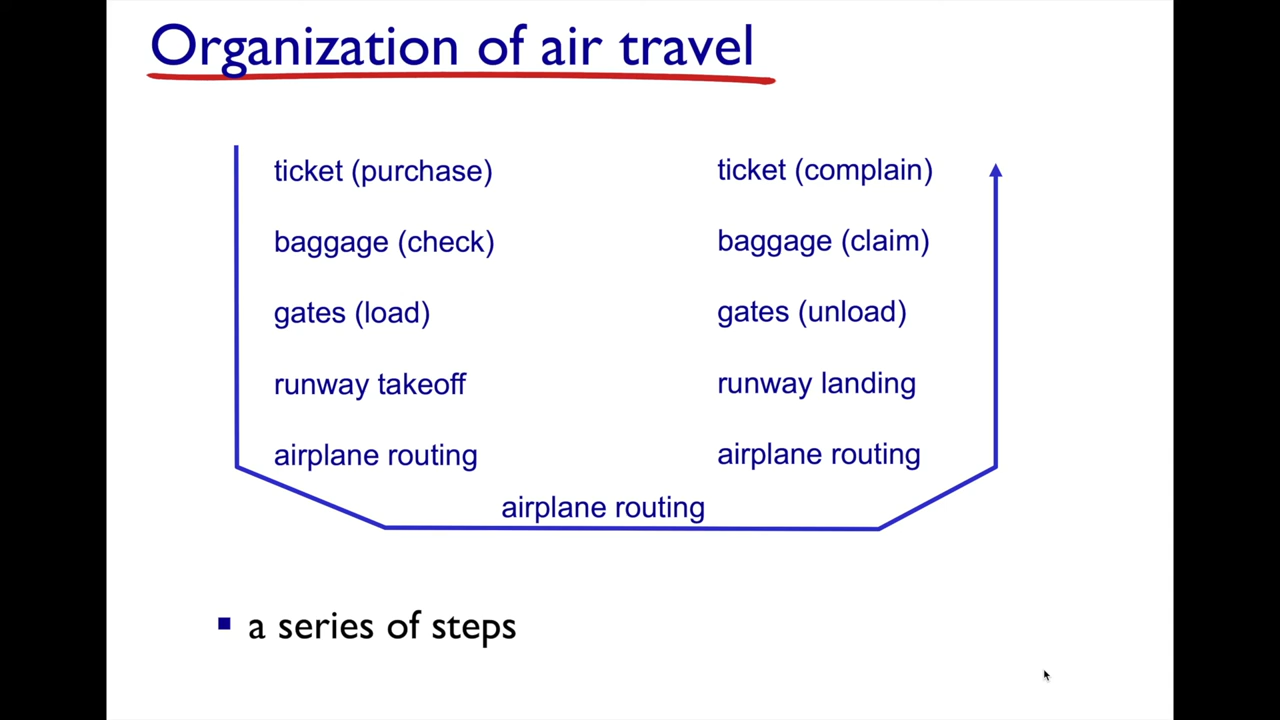 Organization of air travel
ticket (purchase)
baggage (check)
gates (load)
runway takeoff
airplane routing
ticket (complain)
baggage (claim)
gates (unload)
runway landing
airplane routing
airplane routing
a series of steps